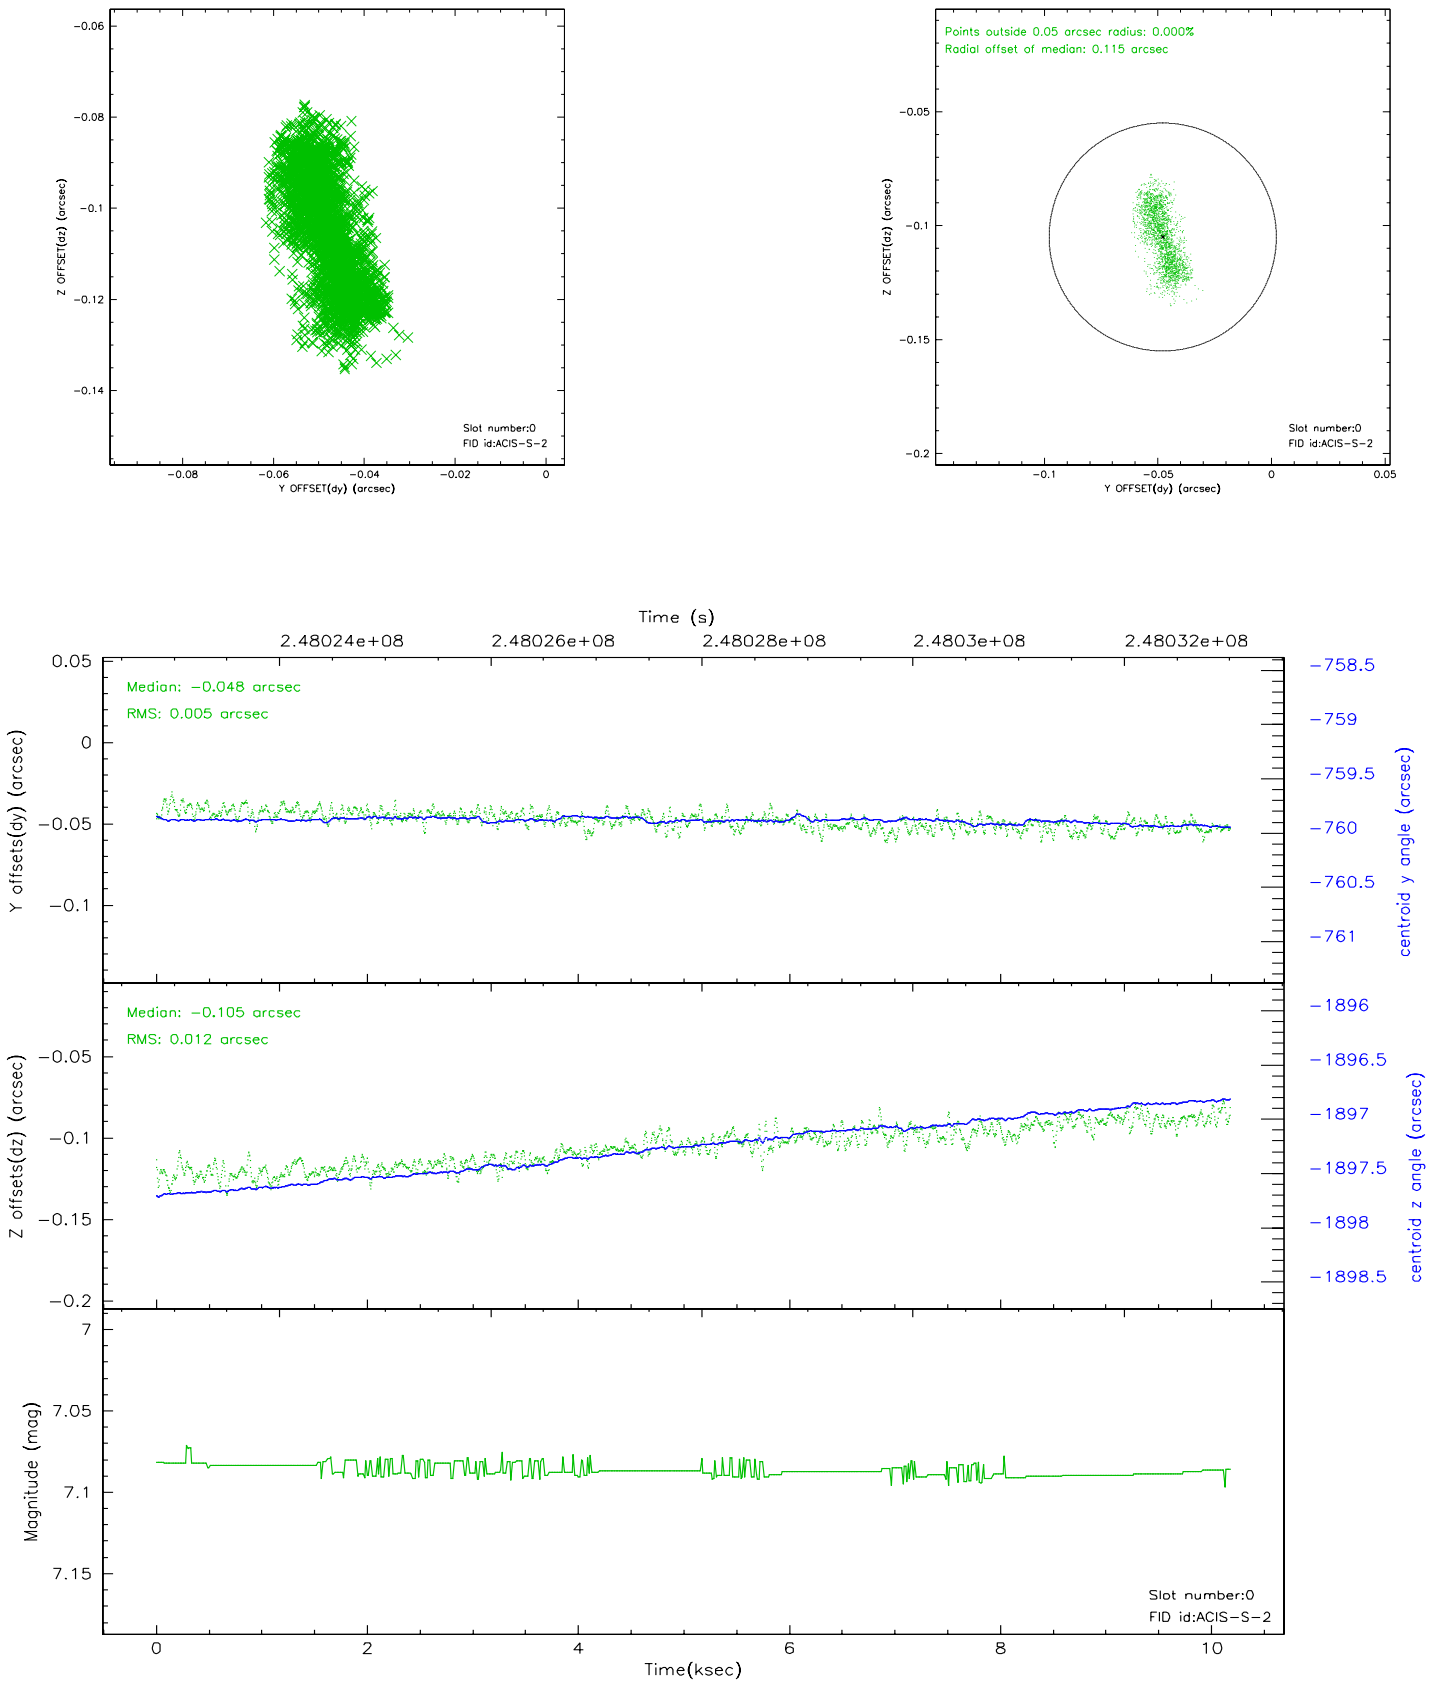 -0.06
-0.08
-0.1
-0.12
-0.14
Z OFFSET(dz) (arcsec)
Slot number:0
FID id:ACIS-S-2
-0.08 -0.06 -0.04 -0.02 0
Y OFFSET(dy) (arcsec)
Points outside 0.05 arcsec radius: 0.000%
Radial offset of median: 0.115 arcsec
-0.05
-0.1
-0.15
-0.2
Z OFFSET(dz) (arcsec)
Slot number:0
FID id:ACIS-S-2
-0.1 -0.05 0 0.05
Y OFFSET(dy) (arcsec)
Time (s)
2.48024e+08 2.48026e+08 2.48028e+08 2.4803e+08 2.48032e+08
Median: -0.048 arcsec
RMS: 0.005 arcsec
0.05
0
-0.05
-0.1
Y offsets(dy) (arcsec)
-758.5
-759
-759.5
-760
-760.5
-761
centroid y angle (arcsec)
Median: -0.105 arcsec
RMS: 0.012 arcsec
-0.05
-0.1
-0.15
-0.2
Z offsets(dz) (arcsec)
-1896
-1896.5
-1897
-1897.5
-1898
-1898.5
centroid z angle (arcsec)
7
7.05
7.1
7.15
Magnitude (mag)
Slot number:0
FID id:ACIS-S-2
0 2 4 6 8 10
Time(ksec)